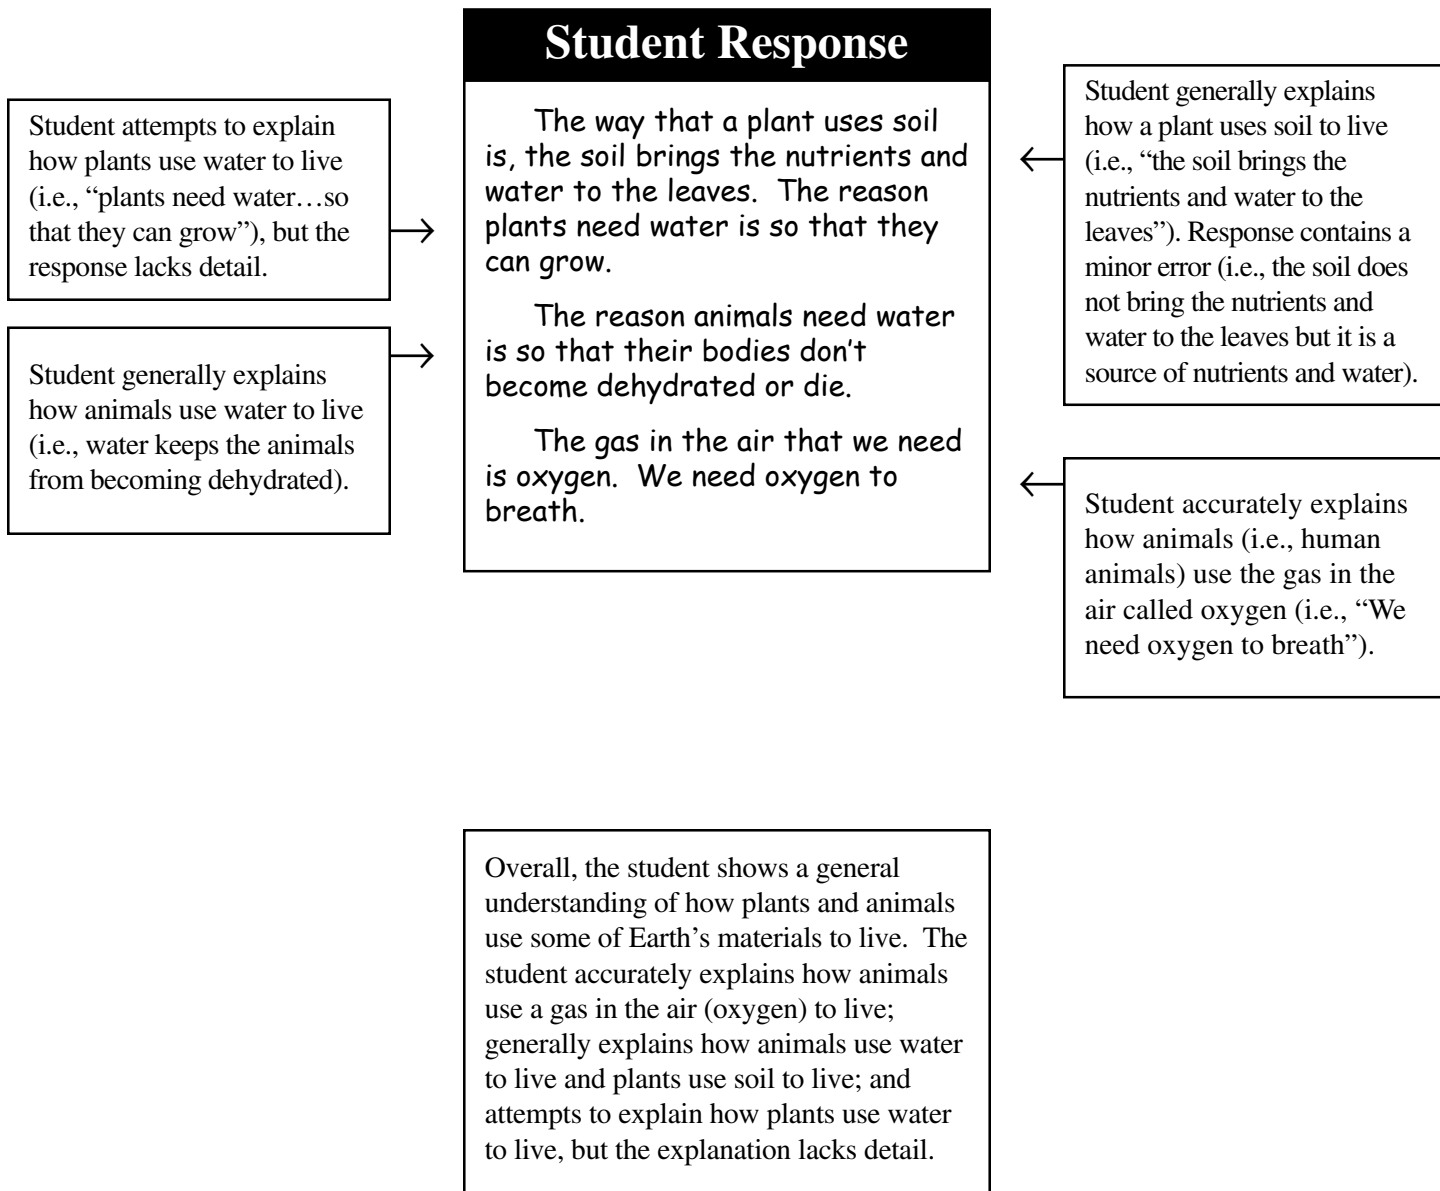 Student Response
Student attempts to explain
how plants use water to live
(i.e., “plants need water…so
that they can grow”), but the
response lacks detail.
Student generally explains
how animals use water to live
(i.e., water keeps the animals
from becoming dehydrated).
The way that a plant uses soil
is, the soil brings the nutrients and
water to the leaves.  The reason
plants need water is so that they
can grow.
The reason animals need water
is so that their bodies don’t
become dehydrated or die.
The gas in the air that we need
is oxygen.  We need oxygen to
breath.
Student generally explains
how a plant uses soil to live
(i.e., “the soil brings the
nutrients and water to the
leaves”). Response contains a
minor error (i.e., the soil does
not bring the nutrients and
water to the leaves but it is a
source of nutrients and water).
Student accurately explains
how animals (i.e., human
animals) use the gas in the
air called oxygen (i.e., “We
need oxygen to breath”).
Overall, the student shows a general
understanding of how plants and animals
use some of Earth’s materials to live.  The
student accurately explains how animals
use a gas in the air (oxygen) to live;
generally explains how animals use water
to live and plants use soil to live; and
attempts to explain how plants use water
to live, but the explanation lacks detail.